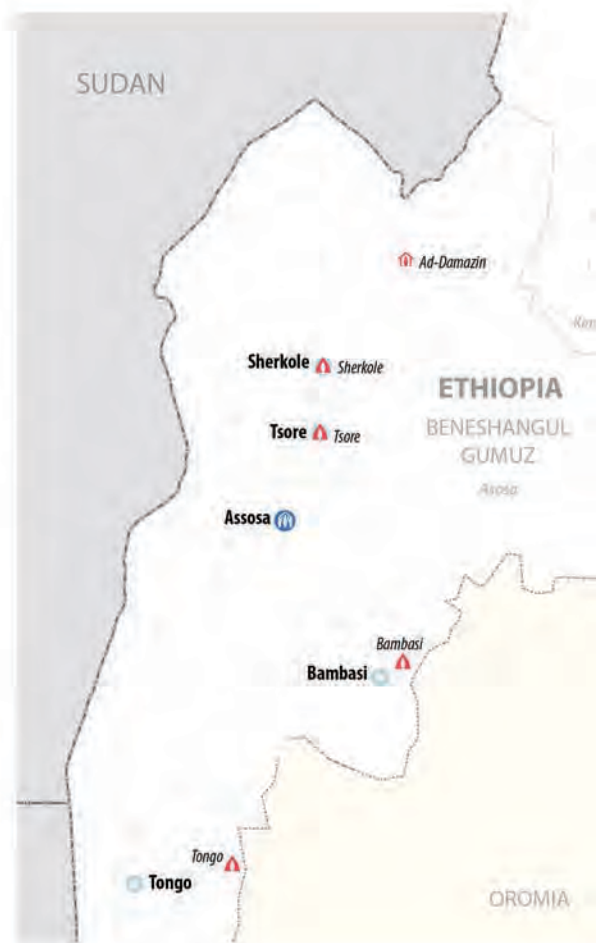 SUDAN
Ad-Damazin
Sherkole Sherkole
ETHIOPIA
Tsore Tsore
BENESHANGUL
GUMUZ
Asosa
Assosa
Bambasi
Bambasi
Tongo
Tongo
OROMIA